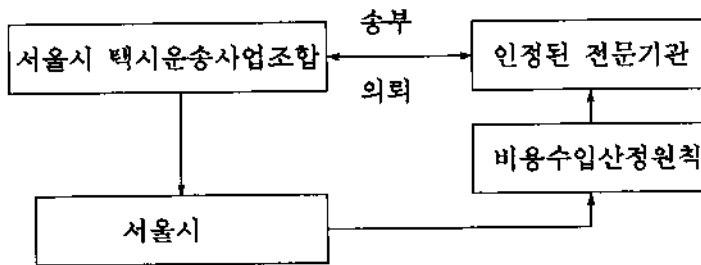 송부
서울시 택시운송사업조합
인정된 전문기관
의뢰
비용수입산정원칙
서울시